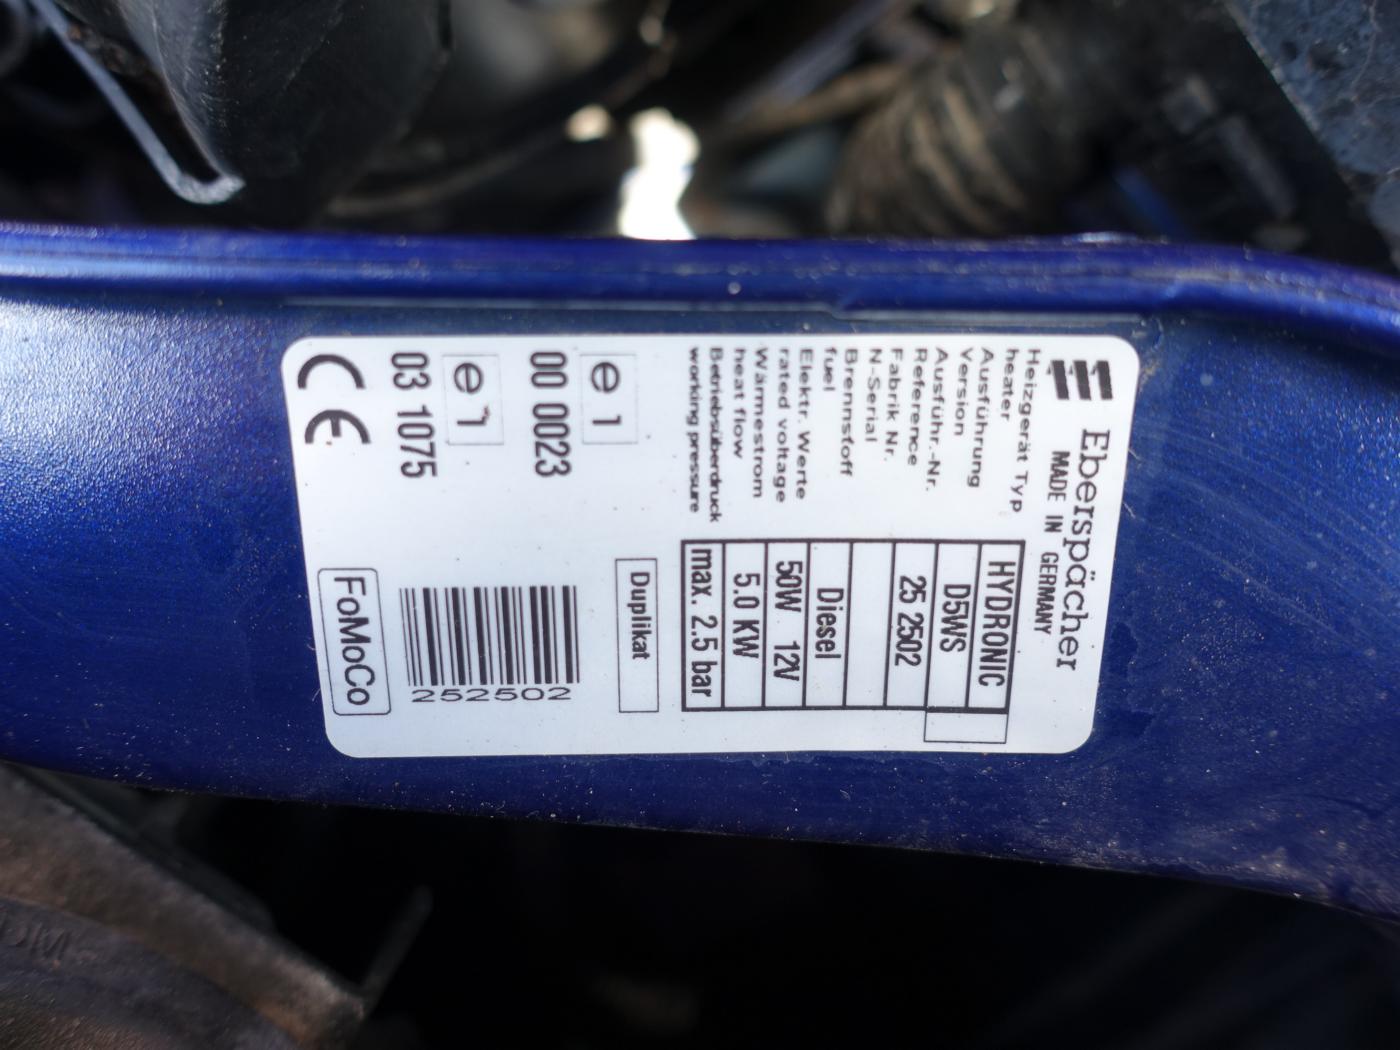 Eberspächer
MADE IN GERMANY
Heizgerät Typ
heater
HYDRONIC
Ausführung
Version
D5WS
Ausführ.-Nr.
Reference
25 2502
Fabrik Nr.
N-Serial
Brennstoff
fuel
Diesel
Elektr. Werte
rated voltage
50W 12V
Wärmestrom
heat flow
5.0 KW
Betriebsüberdruck
working pressure
max. 2.5 bar
e 1
00 0023
Duplikat
e 1
03 1075
252502
CE
FoMoCo